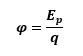 φ = E_p / q